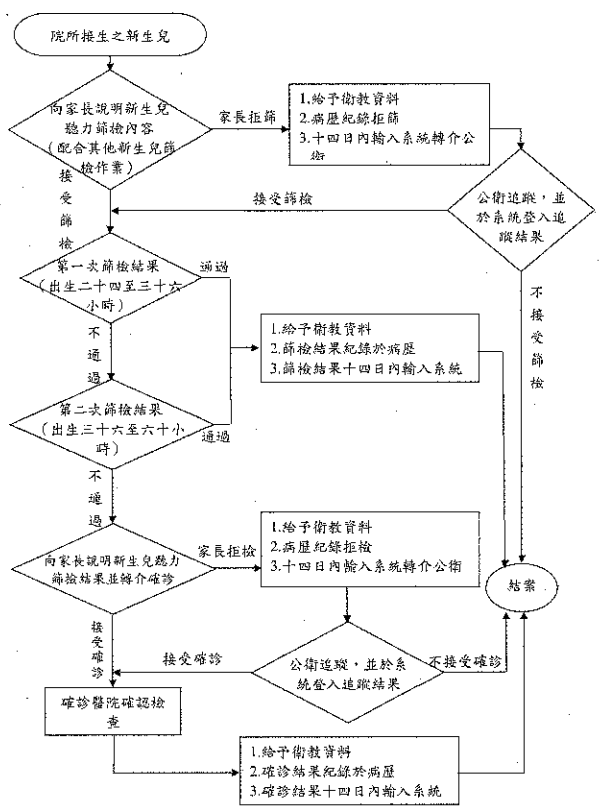 院所接生之新生兒
向家長說明新生兒
聽力篩檢內容
(配合其他新生兒篩
檢作業)
家長拒篩
1.給予衛教資料
2.病歷紀錄拒篩
3.十四日內輸入系統轉介公
衛
接受篩檢
接受篩檢
公衛追蹤，並
於系統登入追
蹤結果
第一次篩檢結果
(出生二十四至三十六
小時)
通過
不通過
1.給予衛教資料
2.篩檢結果紀錄於病歷
3.篩檢結果十四日內輸入系統
不接受篩檢
第二次篩檢結果
(出生三十六至六十小
時)
通過
不通過
向家長說明新生兒聽力
篩檢結果並轉介確診
家長拒檢
1.給予衛教資料
2.病歷紀錄拒檢
3.十四日內輸入系統轉介公衛
結案
接受確診
接受確診
公衛追蹤，並於系
統登入追蹤結果
不接受確診
確診醫院確認檢
查
1.給予衛教資料
2.確診結果紀錄於病歷
3.確診結果十四日內輸入系統